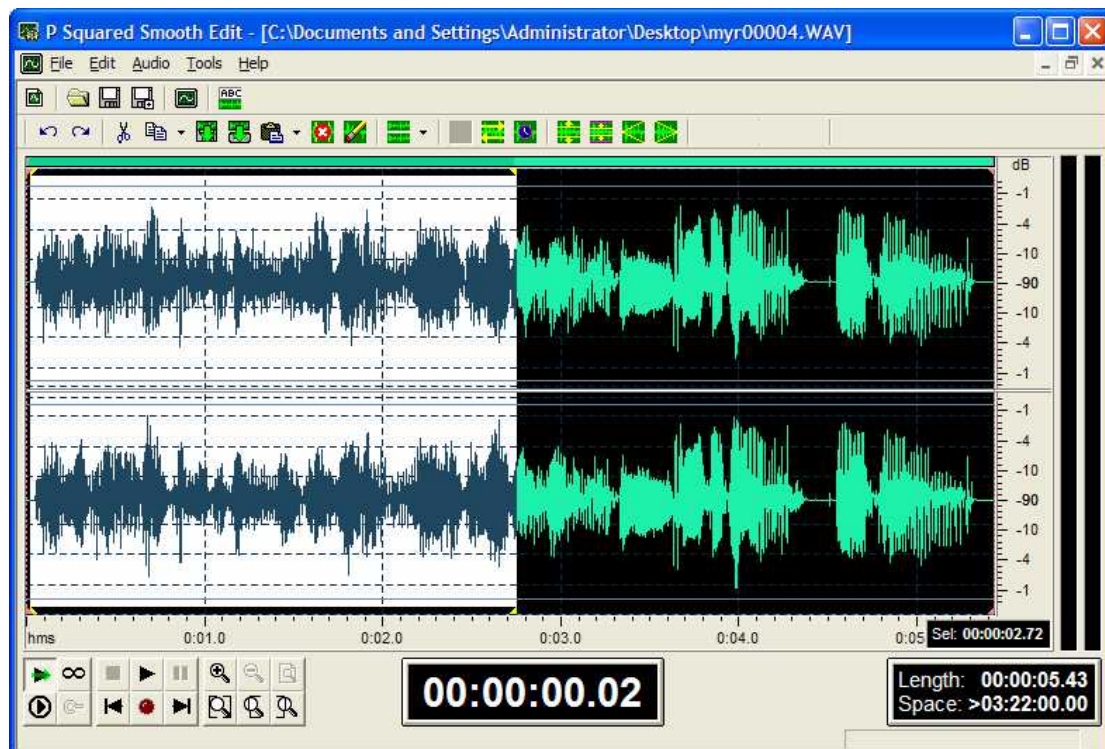 P Squared Smooth Edit - [C:\Documents and Settings\Administrator\Desktop\myr00004.WAV]
File Edit Audio Tools Help
ABC
dB
-1
-4
-10
-90
-10
-4
-1
-1
-4
-10
-90
-10
-4
-1
hms 0:01.0 0:02.0 0:03.0 0:04.0 0:05 Sel: 00:00:02.72
00:00:00.02
Length: 00:00:05.43
Space: >03:22:00.00